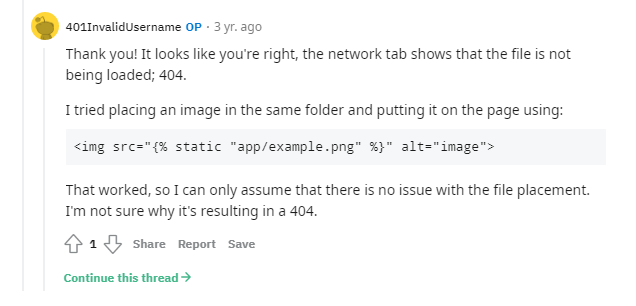 401InvalidUsername OP · 3 yr. ago
Thank you! It looks like you're right, the network tab shows that the file is not
being loaded; 404.
I tried placing an image in the same folder and putting it on the page using:
<img src="{% static "app/example.png" %}" alt="image">
That worked, so I can only assume that there is no issue with the file placement.
I'm not sure why it's resulting in a 404.
1 Share Report Save
Continue this thread